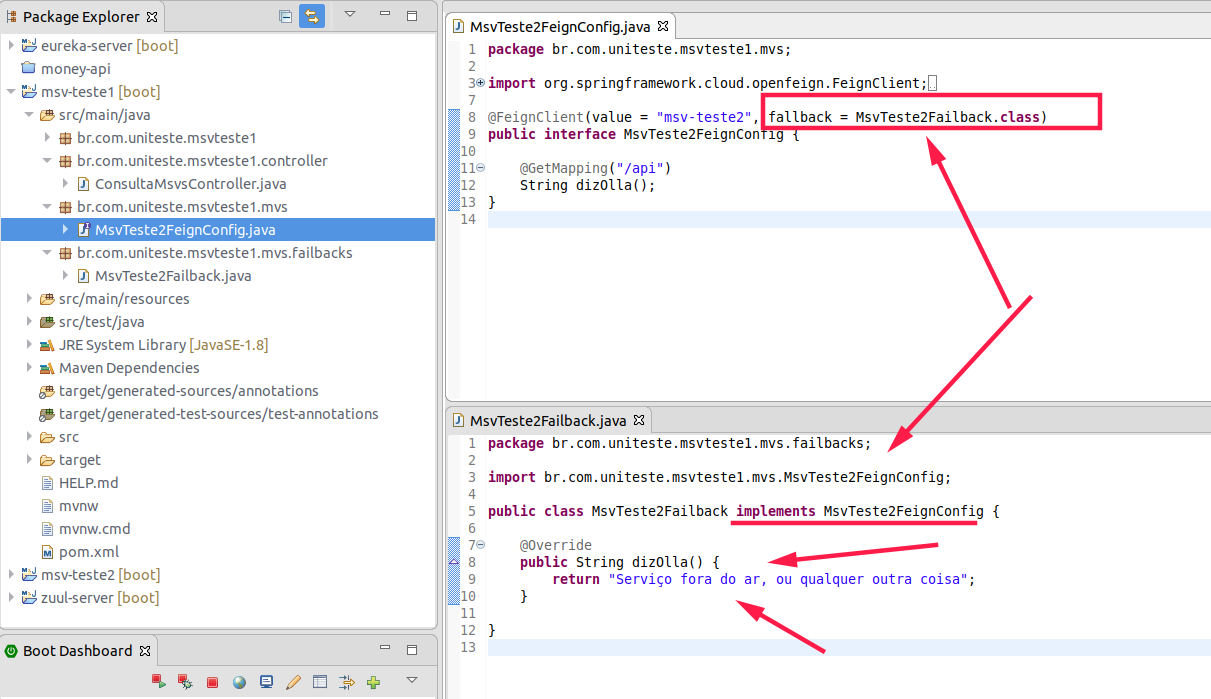 Package Explorer
eureka-server [boot]
money-api
msv-teste1 [boot]
src/main/java
br.com.uniteste.msvteste1
br.com.uniteste.msvteste1.controller
ConsultaMsvsController.java
br.com.uniteste.msvteste1.mvs
MsvTeste2FeignConfig.java
br.com.uniteste.msvteste1.mvs.failbacks
MsvTeste2Failback.java
src/main/resources
src/test/java
JRE System Library [JavaSE-1.8]
Maven Dependencies
target/generated-sources/annotations
target/generated-test-sources/test-annotations
src
target
HELP.md
mvnw
mvnw.cmd
pom.xml
msv-teste2 [boot]
zuul-server [boot]
Boot Dashboard
MsvTeste2FeignConfig.java
1 package br.com.uniteste.msvteste1.mvs;
2
3 import org.springframework.cloud.openfeign.FeignClient;
7
8 @FeignClient(value = "msv-teste2", fallback = MsvTeste2Failback.class)
9 public interface MsvTeste2FeignConfig {
10
11 @GetMapping("/api")
12 String dizOlla();
13 }
14
MsvTeste2Failback.java
1 package br.com.uniteste.msvteste1.mvs.failbacks;
2
3 import br.com.uniteste.msvteste1.mvs.MsvTeste2FeignConfig;
4
5 public class MsvTeste2Failback implements MsvTeste2FeignConfig {
6
7 @Override
8 public String dizOlla() {
9 return "Serviço fora do ar, ou qualquer outra coisa";
10 }
11
12 }
13